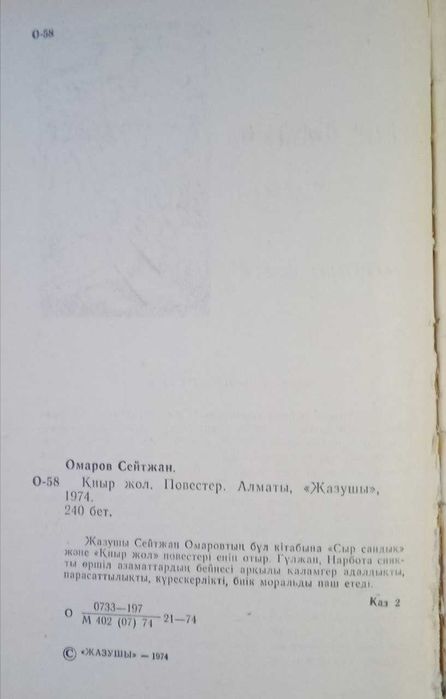 О-58
Омаров Сейтжан.
О-58 Қиыр жол. Повестер. Алматы, «Жазушы»,
1974.
240 бет.
Жазушы Сейтжан Омаровтың бұл кітабына «Сыр сандық»
және «Қиыр жол» повестері еніп отыр. Гүлжан, Нарбота сияқ-
ты өршіл азаматтардың бейнесі арқылы қаламгер адалдықты,
парасаттылықты, күрескерлікті, биік моральды паш етеді.
Каз 2
О 0733—197
М 402 (07) 74 21—74
© «ЖАЗУШЫ» — 1974